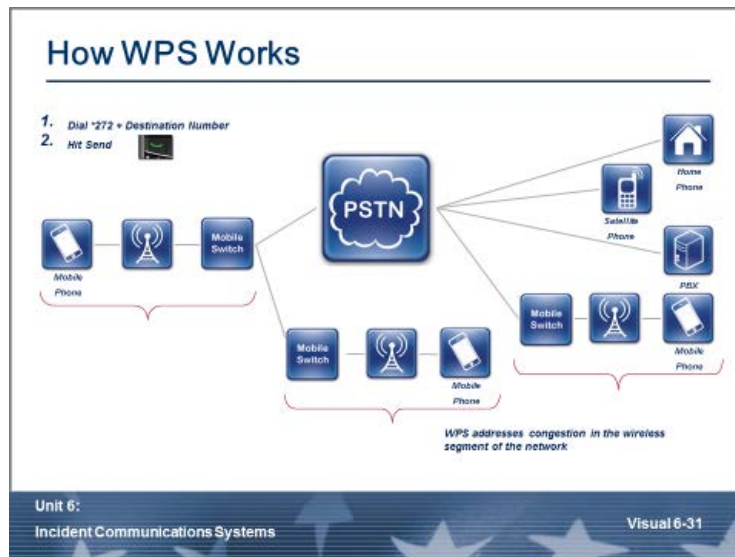 How WPS Works
1. Dial *272 + Destination Number
2. Hit Send
Mobile
Phone
Mobile
Switch
PSTN
Home
Phone
Satellite
Phone
PBX
Mobile
Switch
Mobile
Phone
Mobile
Switch
Mobile
Phone
WPS addresses congestion in the wireless
segment of the network
Unit 6:
Incident Communications Systems
Visual 6-31